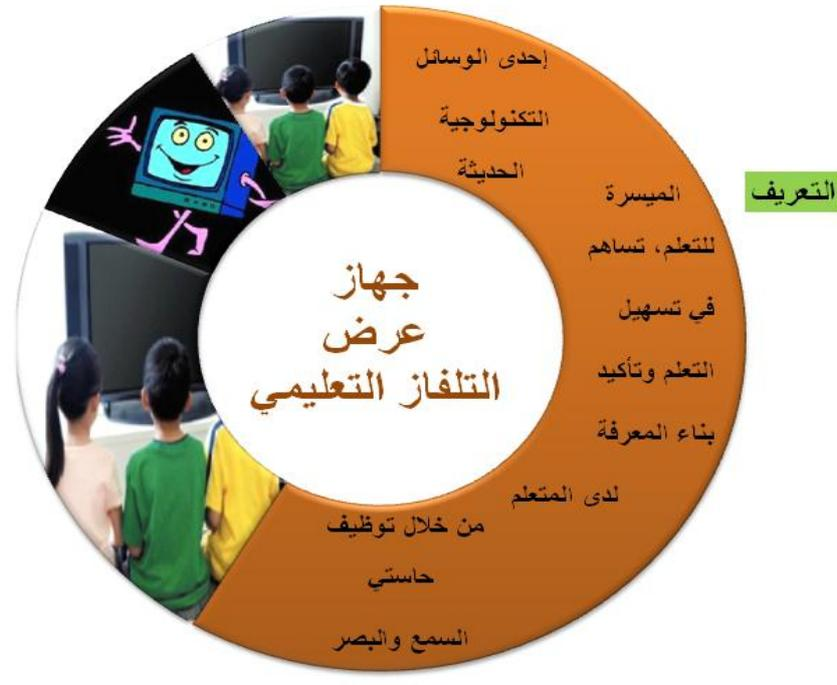 التعريف
جهاز
عرض
التلفاز التعليمي
إحدى الوسائل
التكنولوجية
الحديثة
الميسرة
للتعلم، تساهم
في تسهيل
التعلم وتأكيد
بناء المعرفة
لدى المتعلم
من خلال توظيف
حاستي
السمع والبصر